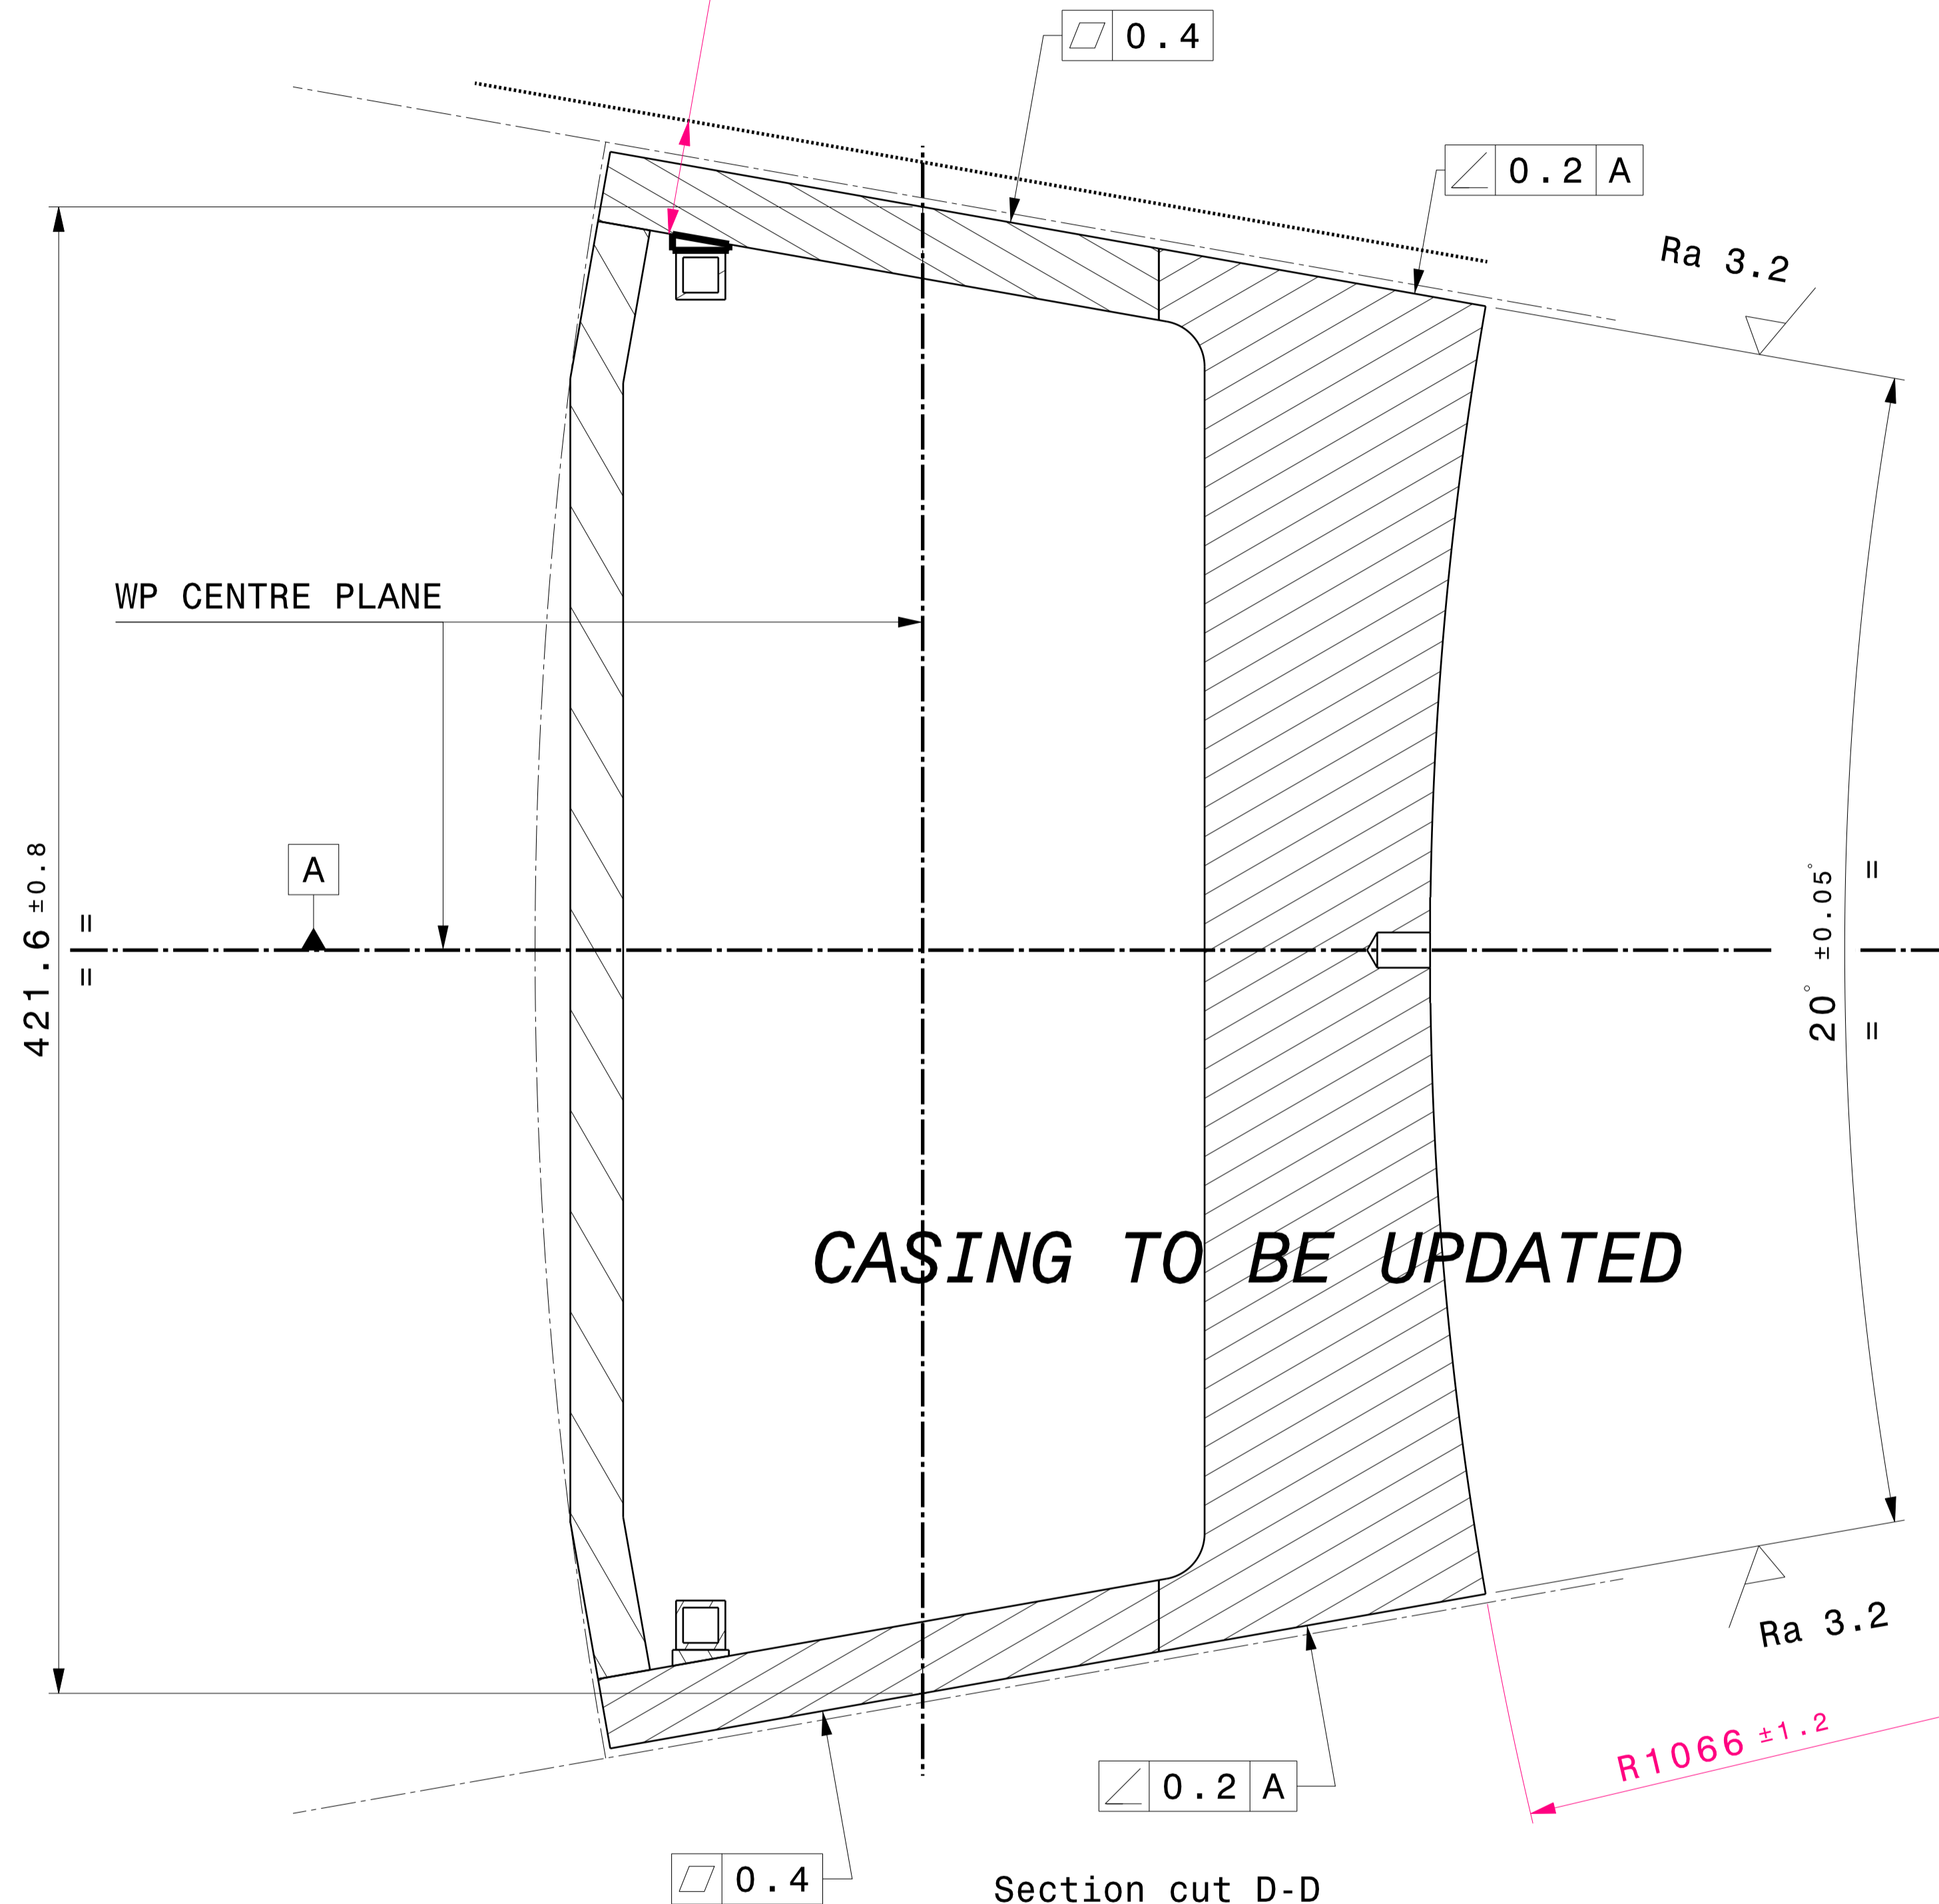 ⏥ 0.4
∠ 0.2 A
Ra 3.2
WP CENTRE PLANE
A
421.6 ±0.8
=
=
20° ±0.05°
=
=
CASING TO BE UPDATED
Ra 3.2
R1066 ±1.2
∠ 0.2 A
⏥ 0.4
Section cut D-D